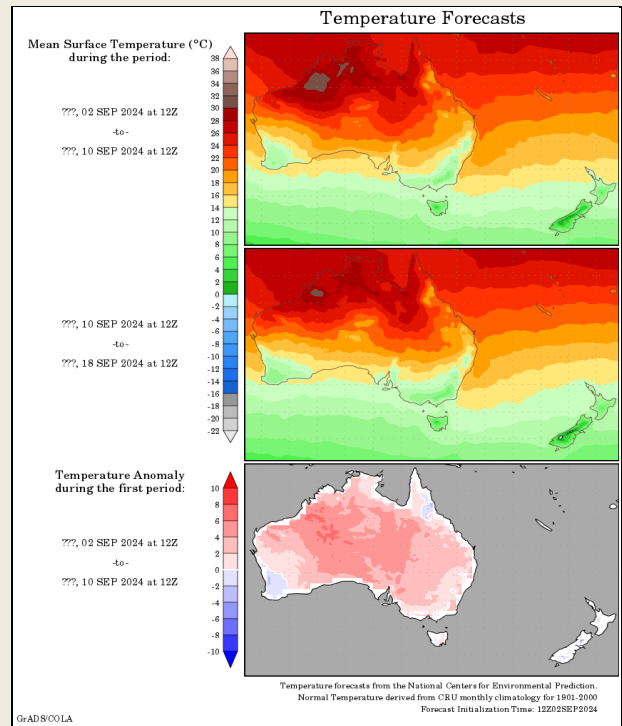 Temperature Forecasts
Mean Surface Temperature (°C)
during the period:
???, 02 SEP 2024 at 12Z
-to-
???, 10 SEP 2024 at 12Z
38
36
34
32
30
28
26
24
22
20
18
16
14
12
10
8
6
4
2
0
-2
-4
-6
-8
-10
-12
-14
-16
-18
-20
-22
???, 10 SEP 2024 at 12Z
-to-
???, 18 SEP 2024 at 12Z
Temperature Anomaly
during the first period:
???, 02 SEP 2024 at 12Z
-to-
???, 10 SEP 2024 at 12Z
10
8
6
4
2
0
-2
-4
-6
-8
-10
Temperature forecasts from the National Centers for Environmental Prediction.
Normal Temperature derived from CRU monthly climatology for 1901-2000
Forecast Initialization Time: 12Z02SEP2024
GrADS/COLA